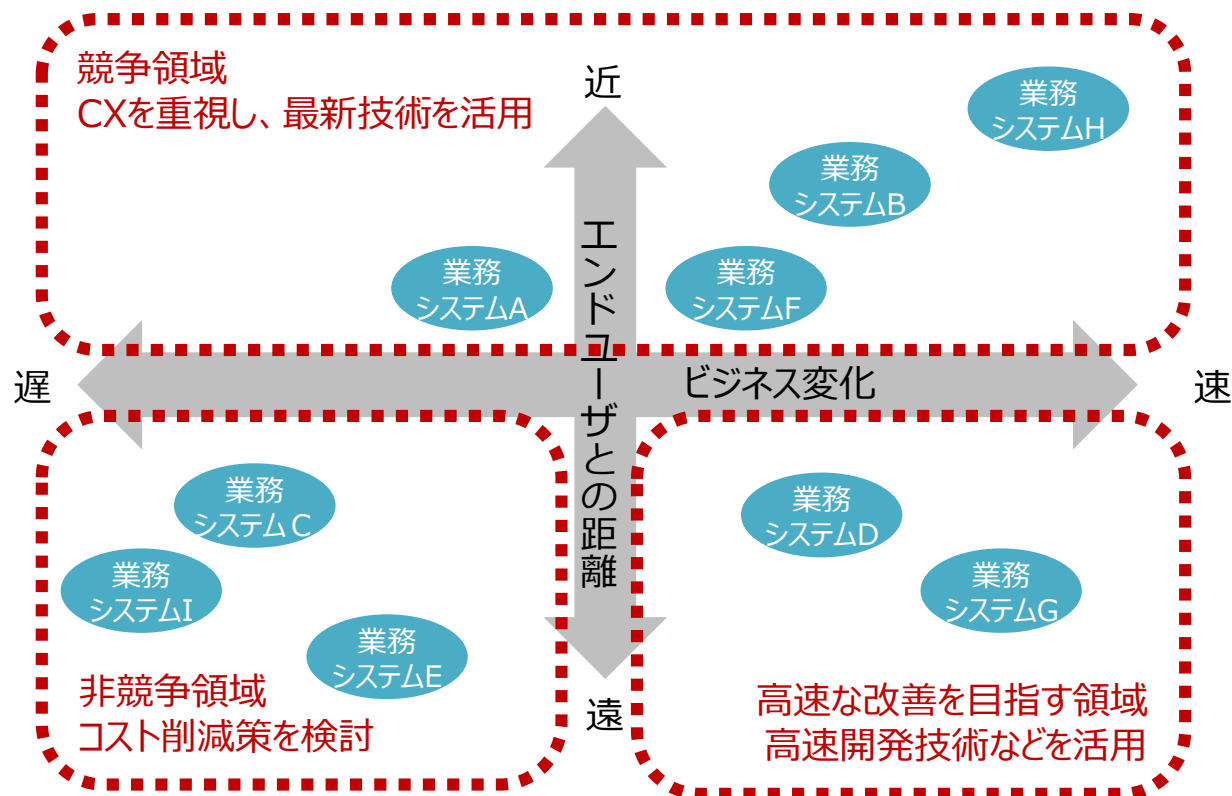 競争領域
CXを重視し、最新技術を活用
近
業務
システムH
業務
システムB
業務
システムA
業務
システムF
エンドユーザとの距離
遅
ビジネス変化
速
業務
システムC
業務
システムD
業務
システムI
業務
システムG
業務
システムE
非競争領域
コスト削減策を検討
遠
高速な改善を目指す領域
高速開発技術などを活用